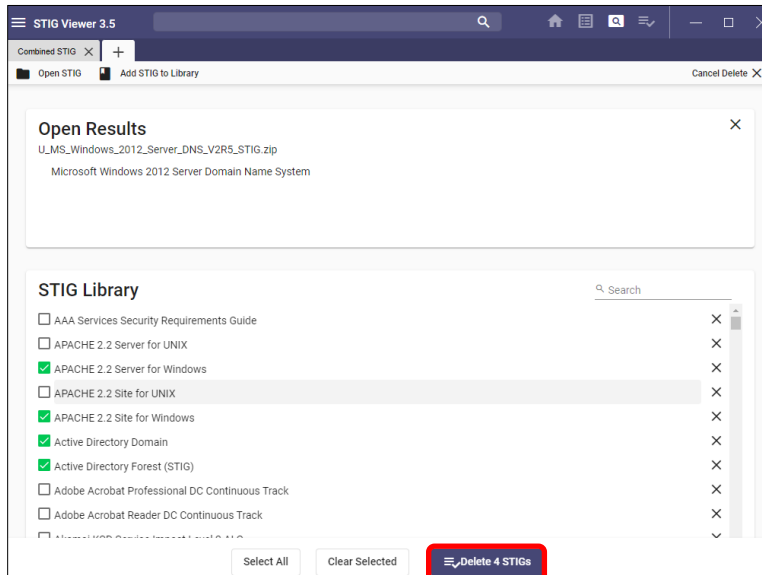 STIG Viewer 3.5
Combined STIG
Open STIG Add STIG to Library Cancel Delete
Open Results
U_MS_Windows_2012_Server_DNS_V2R5_STIG.zip
Microsoft Windows 2012 Server Domain Name System
STIG Library Search
AAA Services Security Requirements Guide
APACHE 2.2 Server for UNIX
APACHE 2.2 Server for Windows
APACHE 2.2 Site for UNIX
APACHE 2.2 Site for Windows
Active Directory Domain
Active Directory Forest (STIG)
Adobe Acrobat Professional DC Continuous Track
Adobe Acrobat Reader DC Continuous Track
Select All Clear Selected Delete 4 STIGs